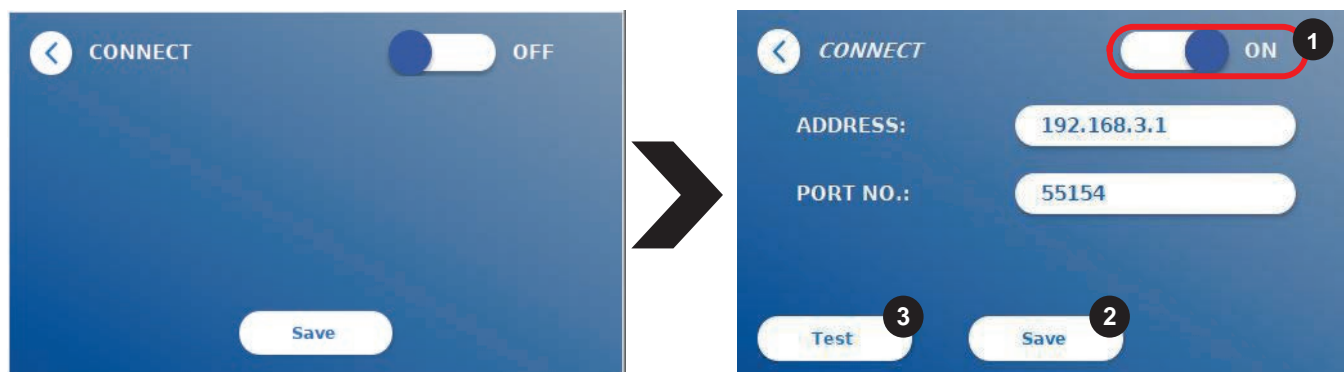 CONNECT OFF
Save
CONNECT ON 1
ADDRESS: 192.168.3.1
PORT NO.: 55154
Test 3 Save 2